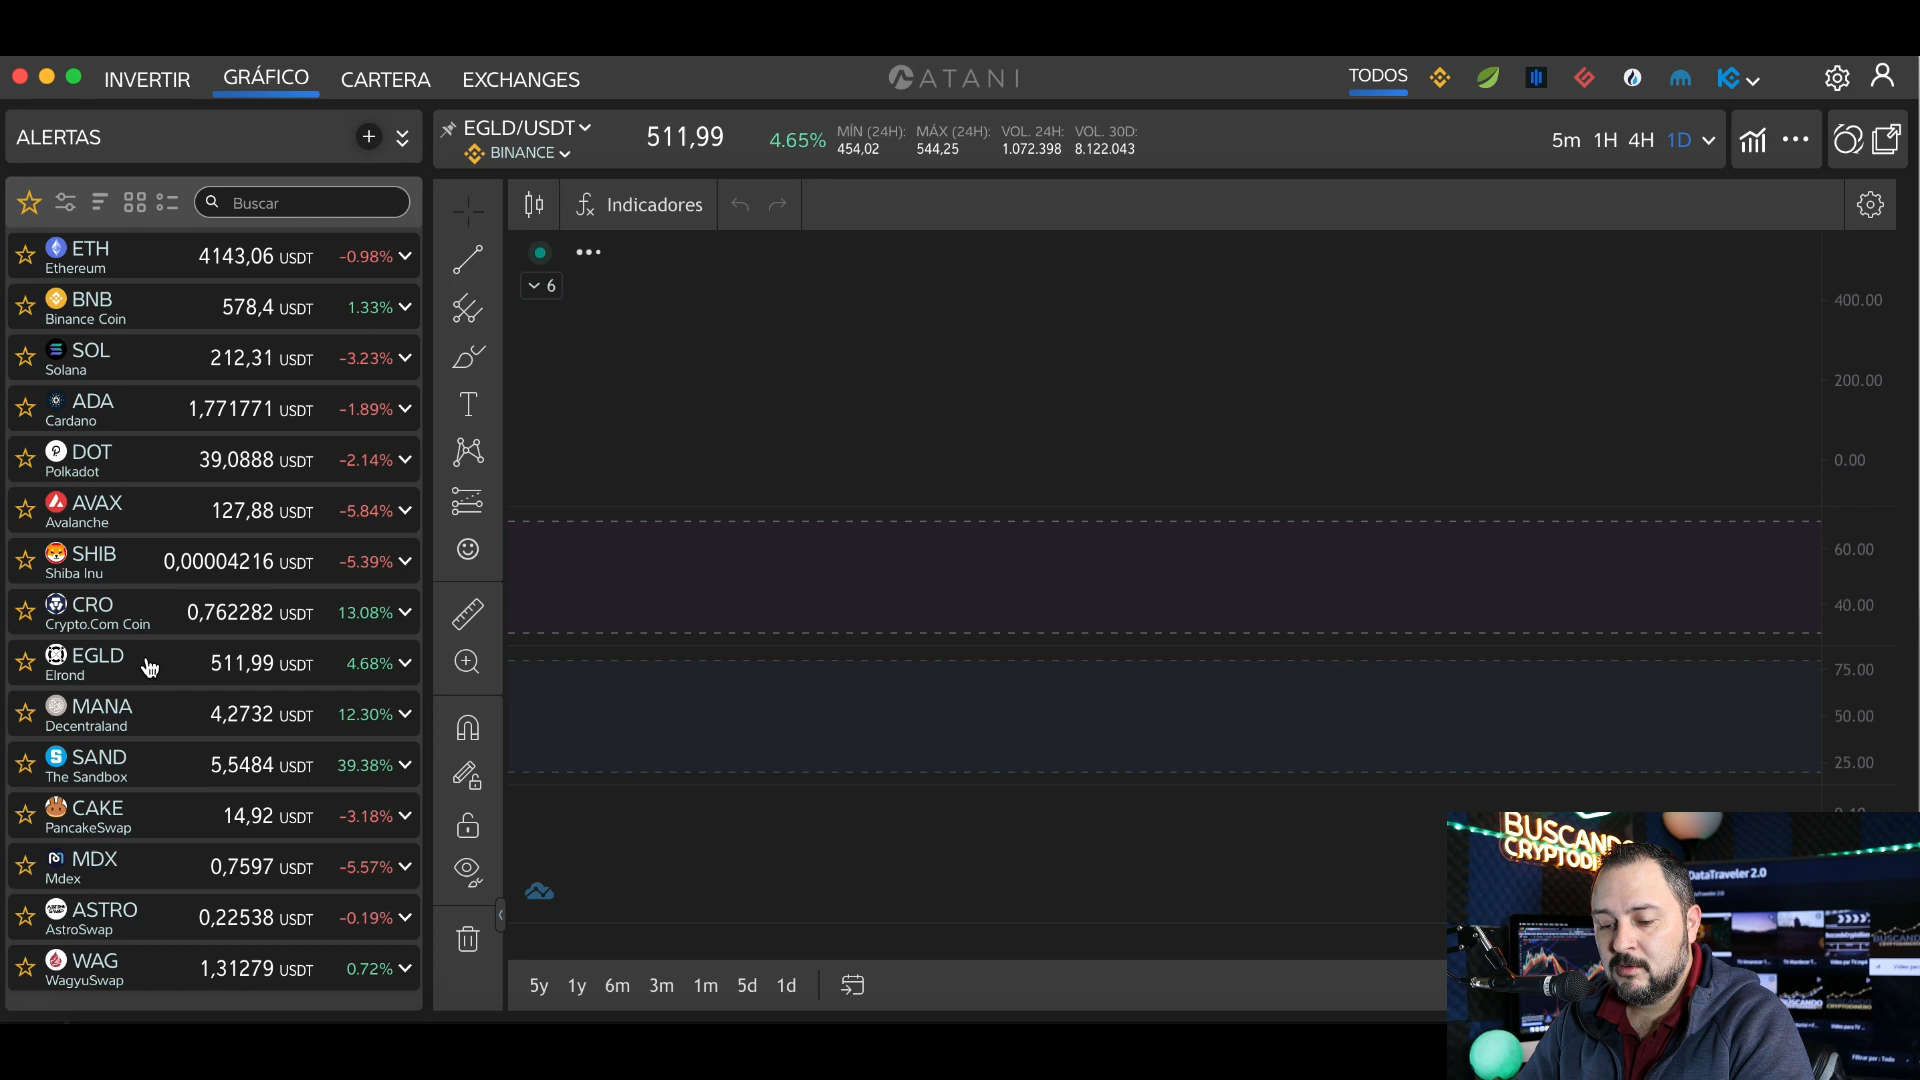 INVERTIR GRÁFICO CARTERA EXCHANGES
ATANI
TODOS
ALERTAS
EGLD/USDT
BINANCE
511,99
4.65%
MÍN (24H): MÁX (24H): VOL. 24H: VOL. 30D:
454,02 544,25 1.072.398 8.122.043
5m 1H 4H 1D
Buscar
Indicadores
6
ETH 4143,06 USDT -0.98%
Ethereum
BNB 578,4 USDT 1.33%
Binance Coin
SOL 212,31 USDT -3.23%
Solana
ADA 1,771771 USDT -1.89%
Cardano
DOT 39,0888 USDT -2.14%
Polkadot
AVAX 127,88 USDT -5.84%
Avalanche
SHIB 0,00004216 USDT -5.39%
Shiba Inu
CRO 0,762282 USDT 13.08%
Crypto.Com Coin
EGLD 511,99 USDT 4.68%
Elrond
MANA 4,2732 USDT 12.30%
Decentraland
SAND 5,5484 USDT 39.38%
The Sandbox
CAKE 14,92 USDT -3.18%
PancakeSwap
MDX 0,7597 USDT -5.57%
Mdex
ASTRO 0,22538 USDT -0.19%
AstroSwap
WAG 1,31279 USDT 0.72%
WagyuSwap
400.00
200.00
0.00
60.00
40.00
75.00
50.00
25.00
5y 1y 6m 3m 1m 5d 1d
BUSCANDO
CRYPTODI
DataTraveler 2.0